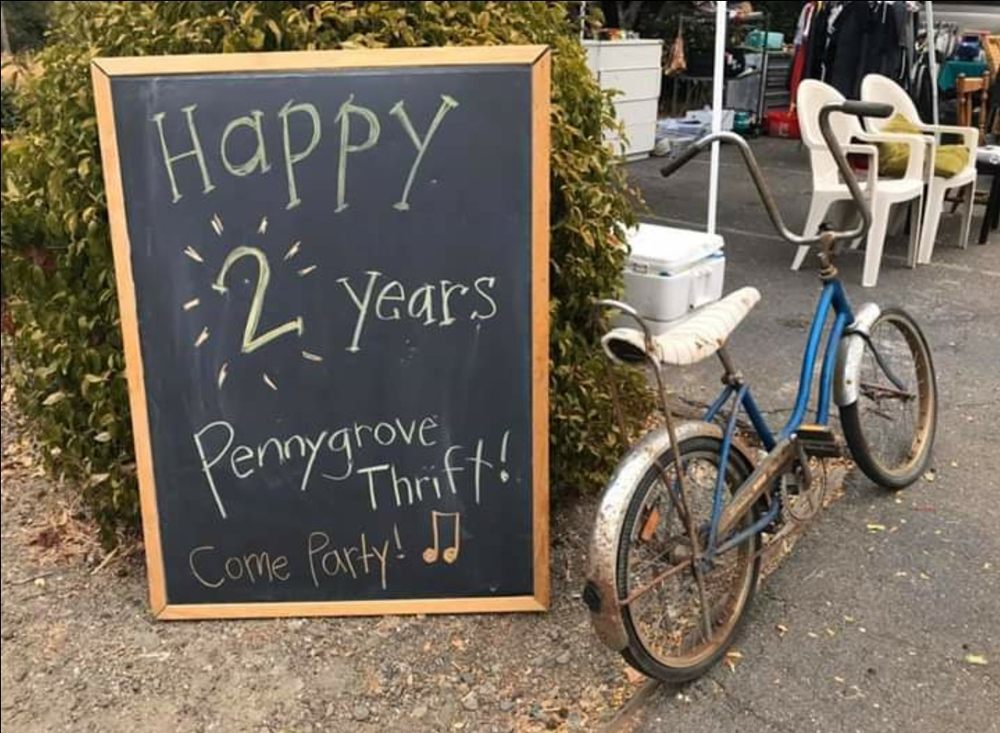 Happy
2 years
Pennygrove
Thrift!
Come Party! ♫